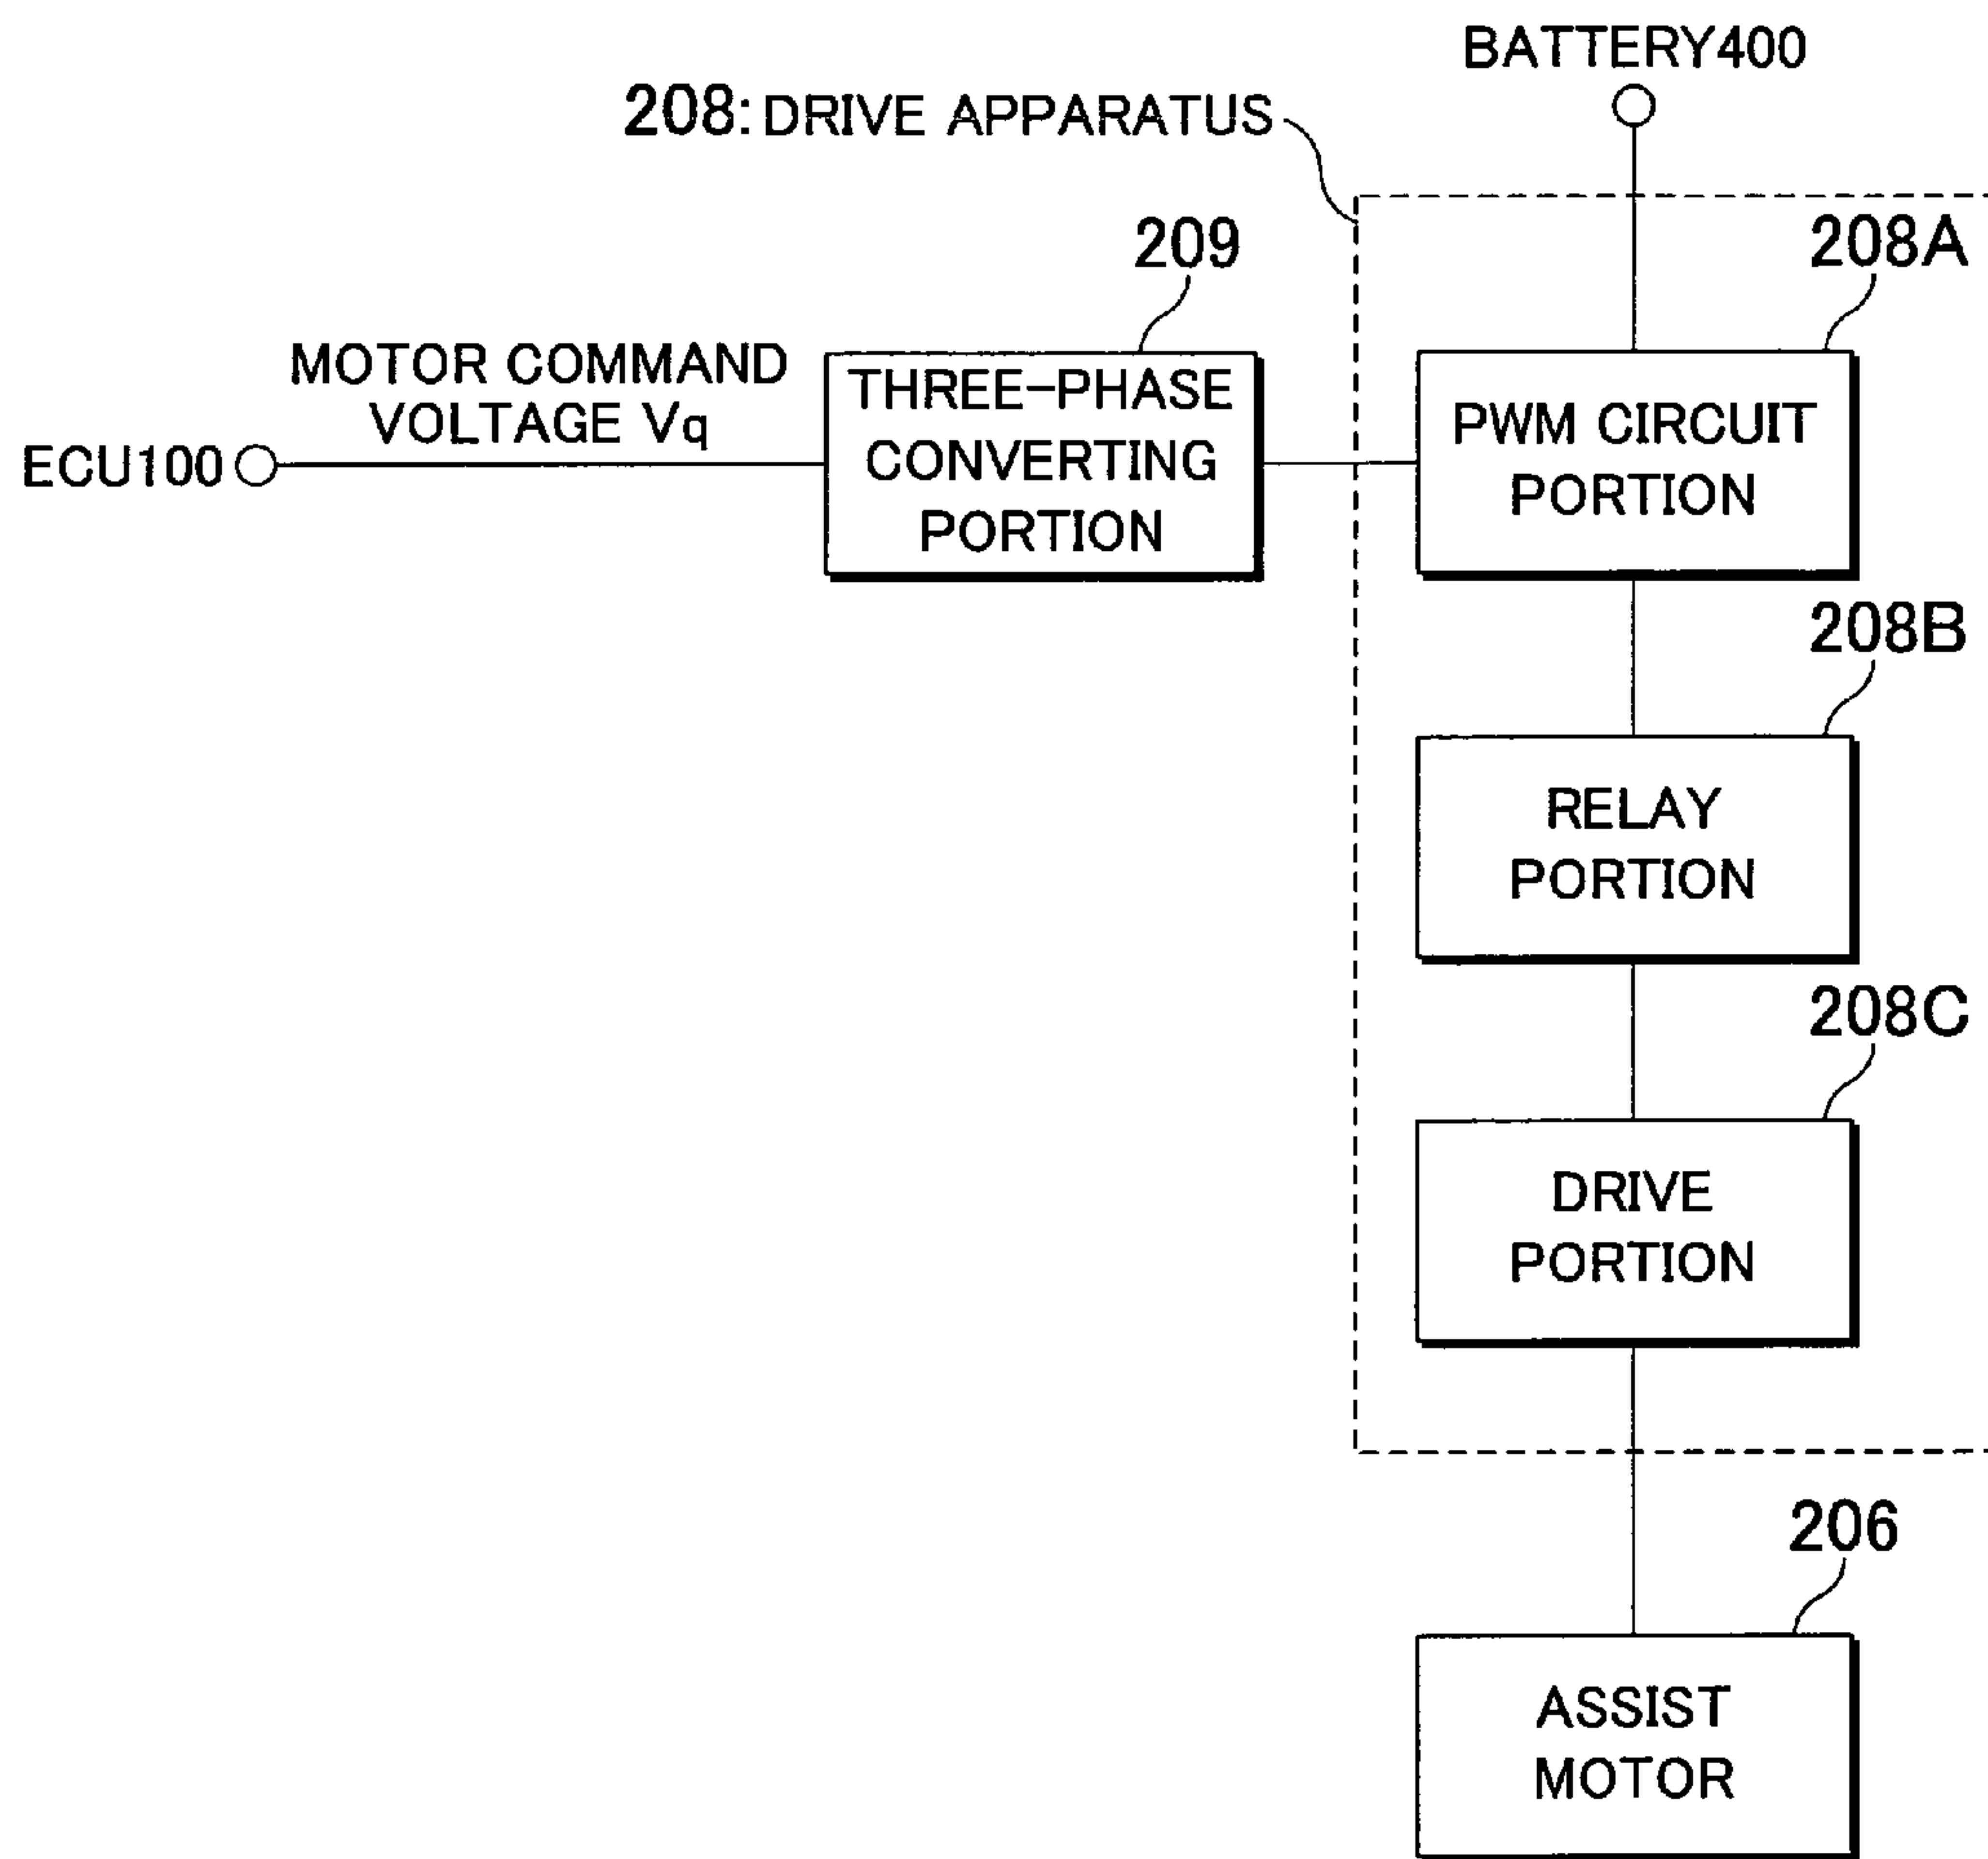 BATTERY400
208: DRIVE APPARATUS
209
208A
MOTOR COMMAND
VOLTAGE Vq
ECU100
THREE-PHASE
CONVERTING
PORTION
PWM CIRCUIT
PORTION
208B
RELAY
PORTION
208C
DRIVE
PORTION
206
ASSIST
MOTOR